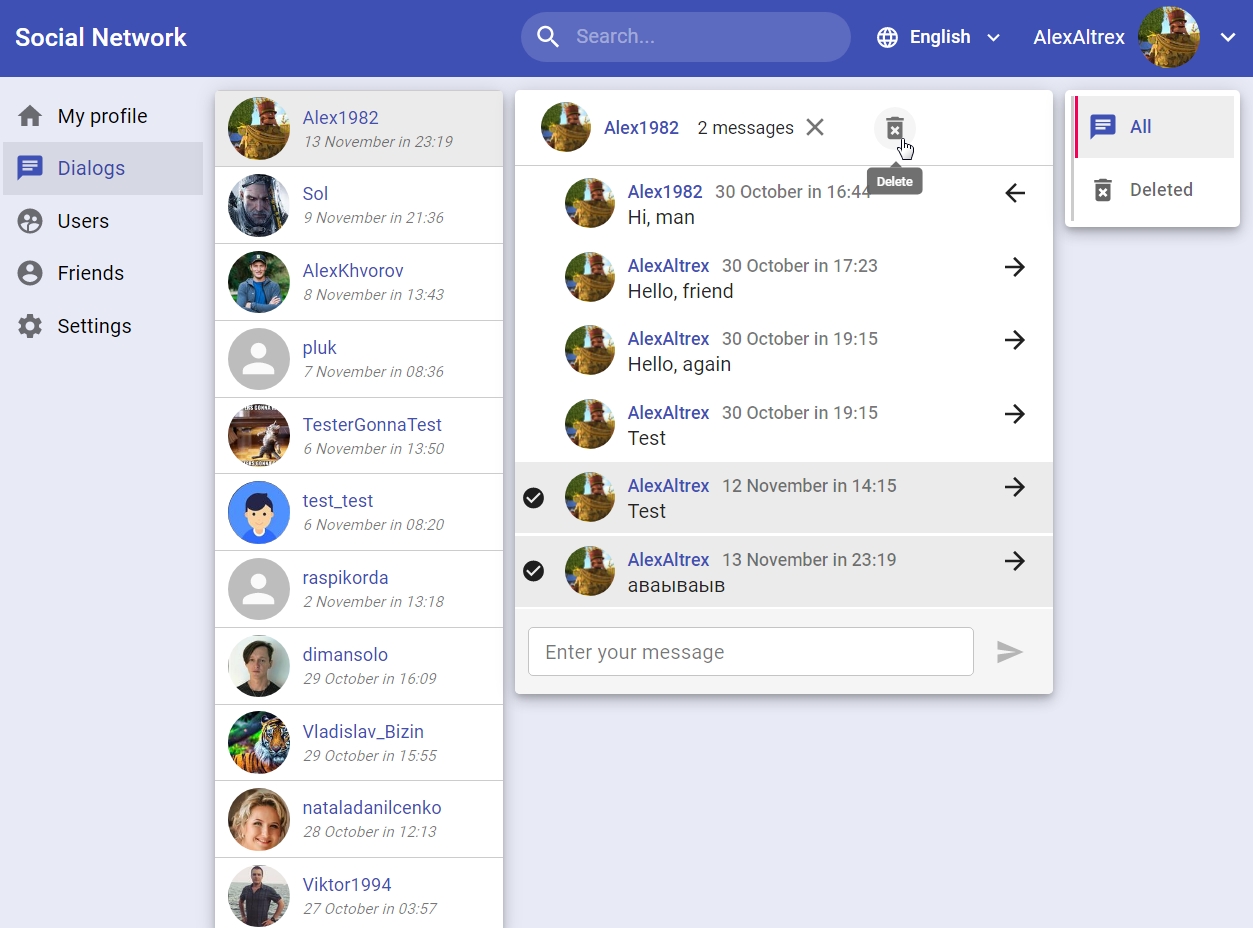 Social Network
Search...
English
AlexAltrex
My profile
Dialogs
Users
Friends
Settings
Alex1982
13 November in 23:19
Sol
9 November in 21:36
AlexKhvorov
8 November in 13:43
pluk
7 November in 08:36
TesterGonnaTest
6 November in 13:50
test_test
6 November in 08:20
raspikorda
2 November in 13:18
dimansolo
29 October in 16:09
Vladislav_Bizin
29 October in 15:55
nataladanilcenko
28 October in 12:13
Viktor1994
27 October in 03:57
Alex1982 2 messages
Delete
Alex1982 30 October in 16:44
Hi, man
AlexAltrex 30 October in 17:23
Hello, friend
AlexAltrex 30 October in 19:15
Hello, again
AlexAltrex 30 October in 19:15
Test
AlexAltrex 12 November in 14:15
Test
AlexAltrex 13 November in 23:19
аваываыв
Enter your message
All
Deleted